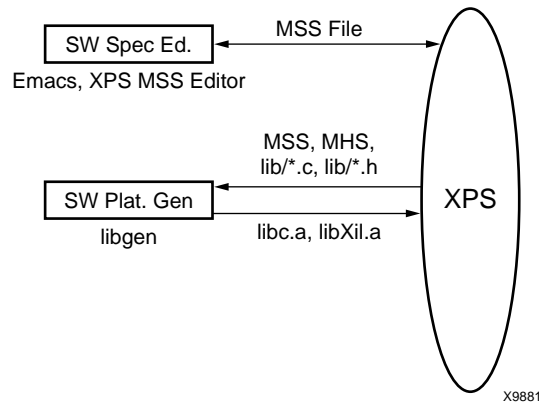 SW Spec Ed.
MSS File
Emacs, XPS MSS Editor
MSS, MHS,
lib/*.c, lib/*.h
SW Plat. Gen
XPS
libgen
libc.a, libXil.a
X9881